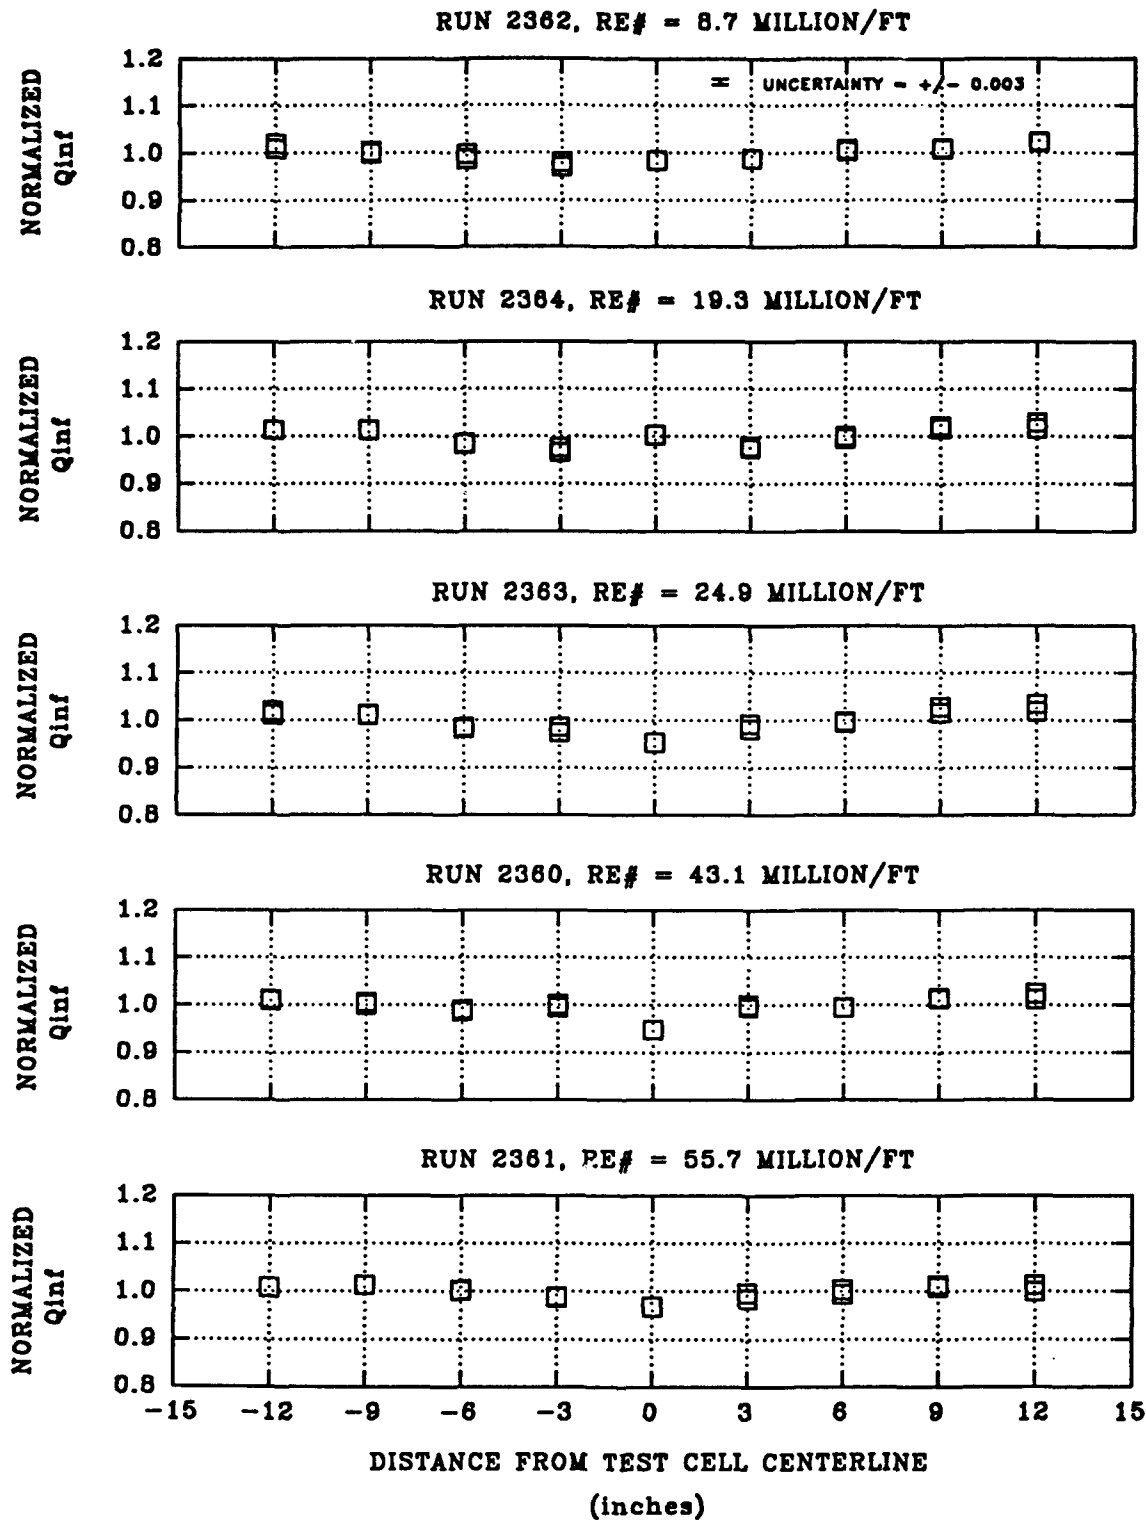 RUN 2362, RE# = 8.7 MILLION/FT
NORMALIZED
Qinf
1.2
1.1
1.0
0.9
0.8
UNCERTAINTY - +/- 0.003
RUN 2364, RE# = 19.3 MILLION/FT
NORMALIZED
Qinf
1.2
1.1
1.0
0.9
0.8
RUN 2363, RE# = 24.9 MILLION/FT
NORMALIZED
Qinf
1.2
1.1
1.0
0.9
0.8
RUN 2360, RE# = 43.1 MILLION/FT
NORMALIZED
Qinf
1.2
1.1
1.0
0.9
0.8
RUN 2361, RE# = 55.7 MILLION/FT
NORMALIZED
Qinf
1.2
1.1
1.0
0.9
0.8
-15 -12 -9 -6 -3 0 3 6 9 12 15
DISTANCE FROM TEST CELL CENTERLINE
(inches)